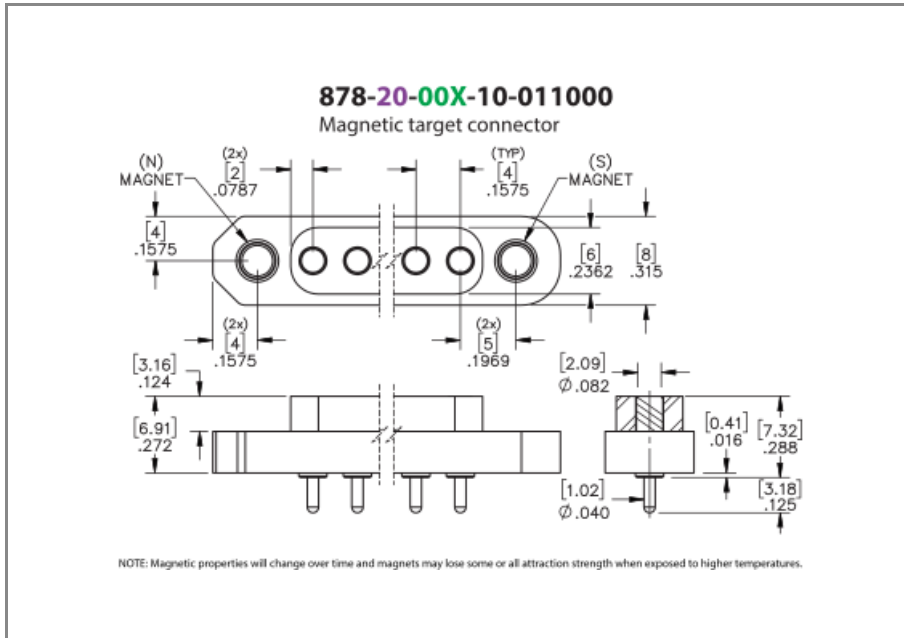 878-20-00X-10-011000
Magnetic target connector
(N)
MAGNET
(2x)
[2]
.0787
(TYP)
[4]
.1575
(S)
MAGNET
[4]
.1575
[6]
.2362
[8]
.315
(2x)
[4]
.1575
(2x)
[5]
.1969
[3.16]
.124
[6.91]
.272
[2.09]
Ø.082
[0.41]
.016
[7.32]
.288
[1.02]
Ø.040
[3.18]
.125
NOTE: Magnetic properties will change over time and magnets may lose some or all attraction strength when exposed to higher temperatures.